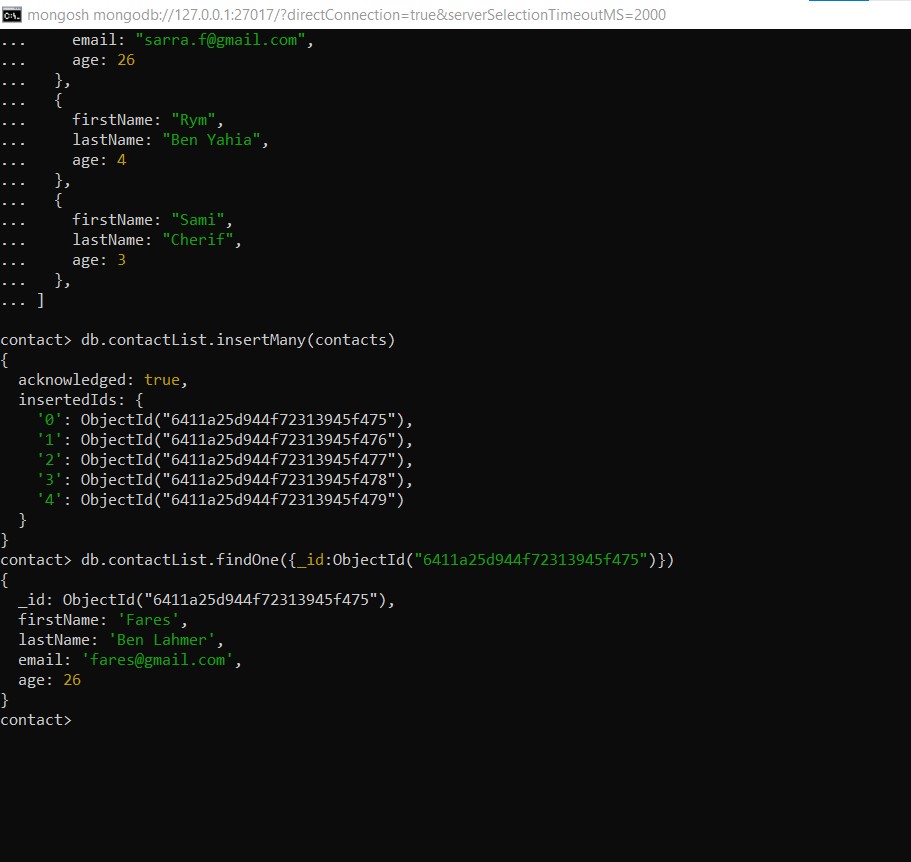 mongosh mongodb://127.0.0.1:27017/?directConnection=true&serverSelectionTimeoutMS=2000
...     email: "sarra.f@gmail.com",
...     age: 26
...   },
...   {
...     firstName: "Rym",
...     lastName: "Ben Yahia",
...     age: 4
...   },
...   {
...     firstName: "Sami",
...     lastName: "Cherif",
...     age: 3
...   },
... ]
contact> db.contactList.insertMany(contacts)
{
  acknowledged: true,
  insertedIds: {
    '0': ObjectId("6411a25d944f72313945f475"),
    '1': ObjectId("6411a25d944f72313945f476"),
    '2': ObjectId("6411a25d944f72313945f477"),
    '3': ObjectId("6411a25d944f72313945f478"),
    '4': ObjectId("6411a25d944f72313945f479")
  }
}
contact> db.contactList.findOne({_id:ObjectId("6411a25d944f72313945f475")})
{
  _id: ObjectId("6411a25d944f72313945f475"),
  firstName: 'Fares',
  lastName: 'Ben Lahmer',
  email: 'fares@gmail.com',
  age: 26
}
contact>